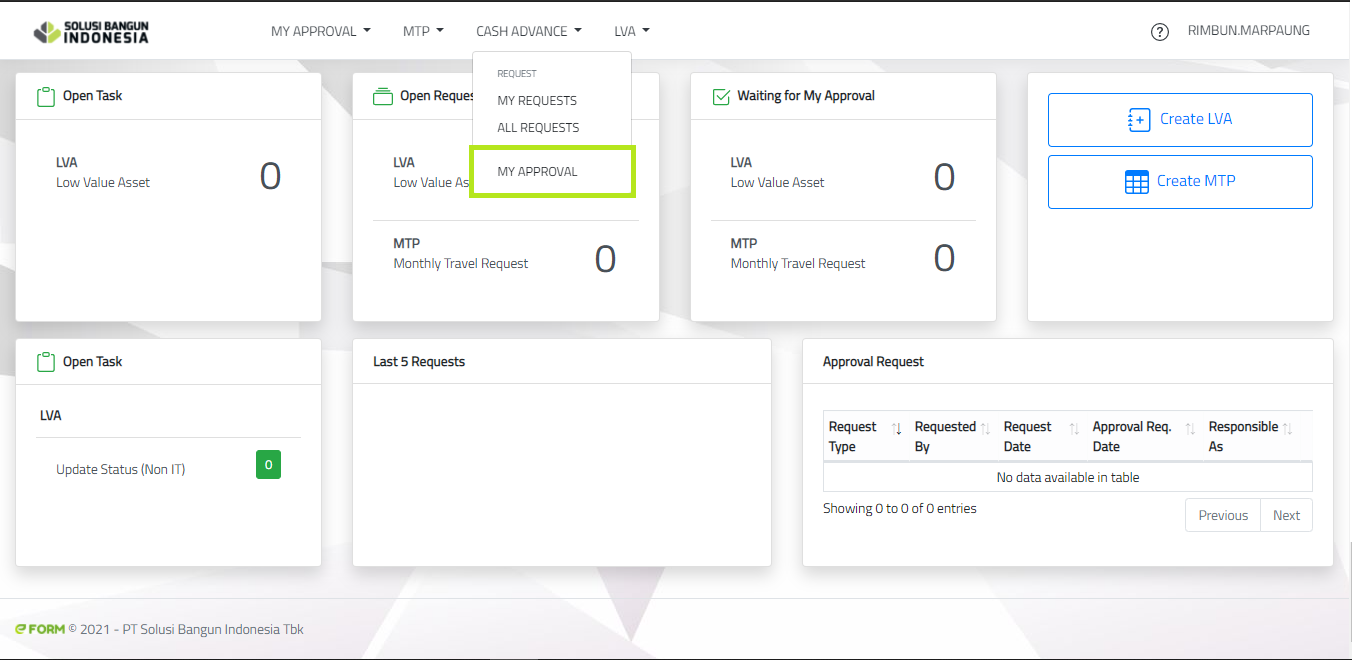 SOLUSI BANGUN
INDONESIA
MY APPROVAL
MTP
CASH ADVANCE
LVA
?
RIMBUN.MARPAUNG
REQUEST
MY REQUESTS
ALL REQUESTS
MY APPROVAL
Open Task
LVA
Low Value Asset
0
Open Reques
LVA
Low Value As
MTP
Monthly Travel Request
0
Waiting for My Approval
LVA
Low Value Asset
0
MTP
Monthly Travel Request
0
Create LVA
Create MTP
Open Task
LVA
Update Status (Non IT)
0
Last 5 Requests
Approval Request
Request Type
Requested By
Request Date
Approval Req. Date
Responsible As
No data available in table
Showing 0 to 0 of 0 entries
Previous
Next
eFORM © 2021 - PT Solusi Bangun Indonesia Tbk